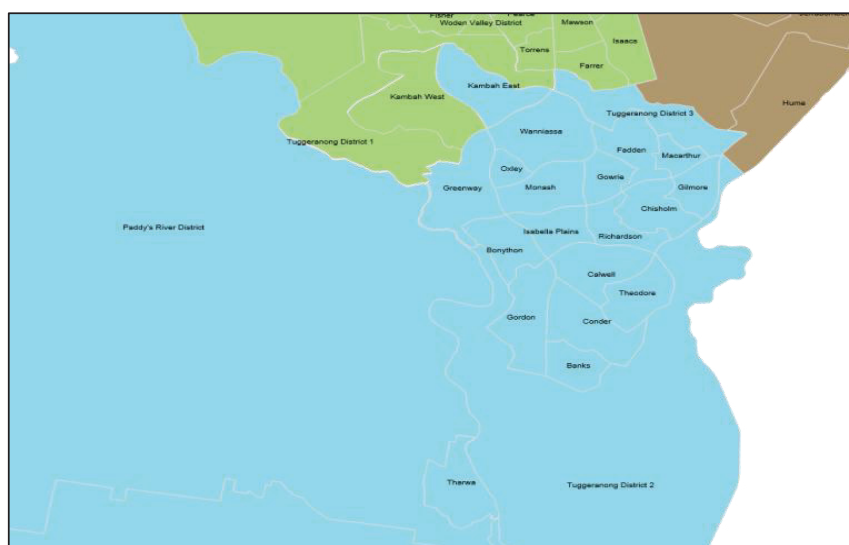 Fisher
Pearce
Woden Valley District
Mawson
Torrens
Isaacs
Farrer
Kambah East
Kambah West
Hume
Tuggeranong District 3
Wanniassa
Tuggeranong District 1
Fadden
Macarthur
Oxley
Gowrie
Greenway
Monash
Gilmore
Chisholm
Paddy's River District
Isabella Plains
Richardson
Bonython
Calwell
Theodore
Gordon
Conder
Banks
Tharwa
Tuggeranong District 2